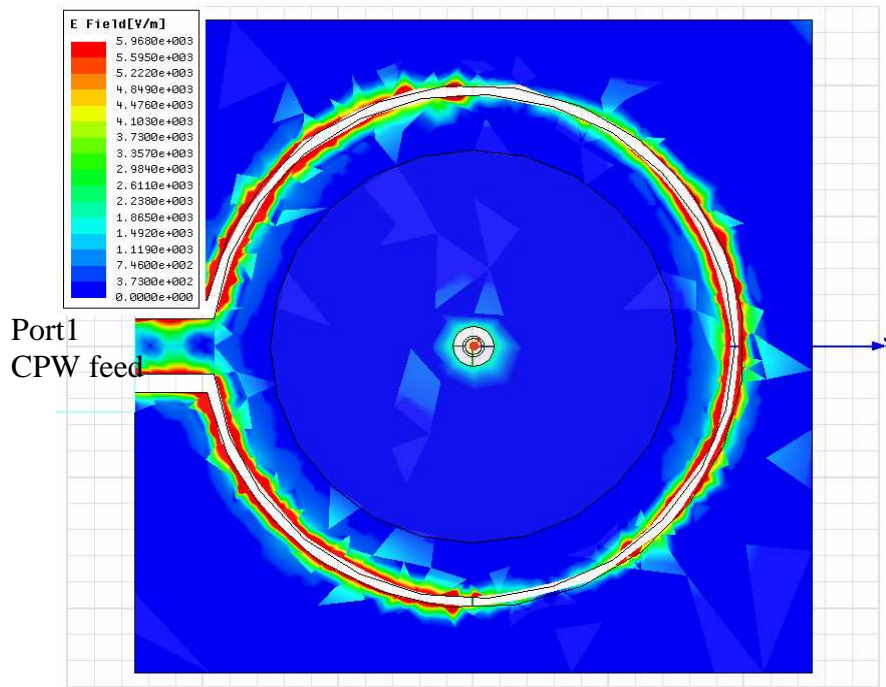 E Field[V/m]
5.9680e+003
5.5950e+003
5.2220e+003
4.8490e+003
4.4760e+003
4.1030e+003
3.7300e+003
3.3570e+003
2.9840e+003
2.6110e+003
2.2380e+003
1.8650e+003
1.4920e+003
1.1190e+003
7.4600e+002
3.7300e+002
0.0000e+000
Port1
CPW feed